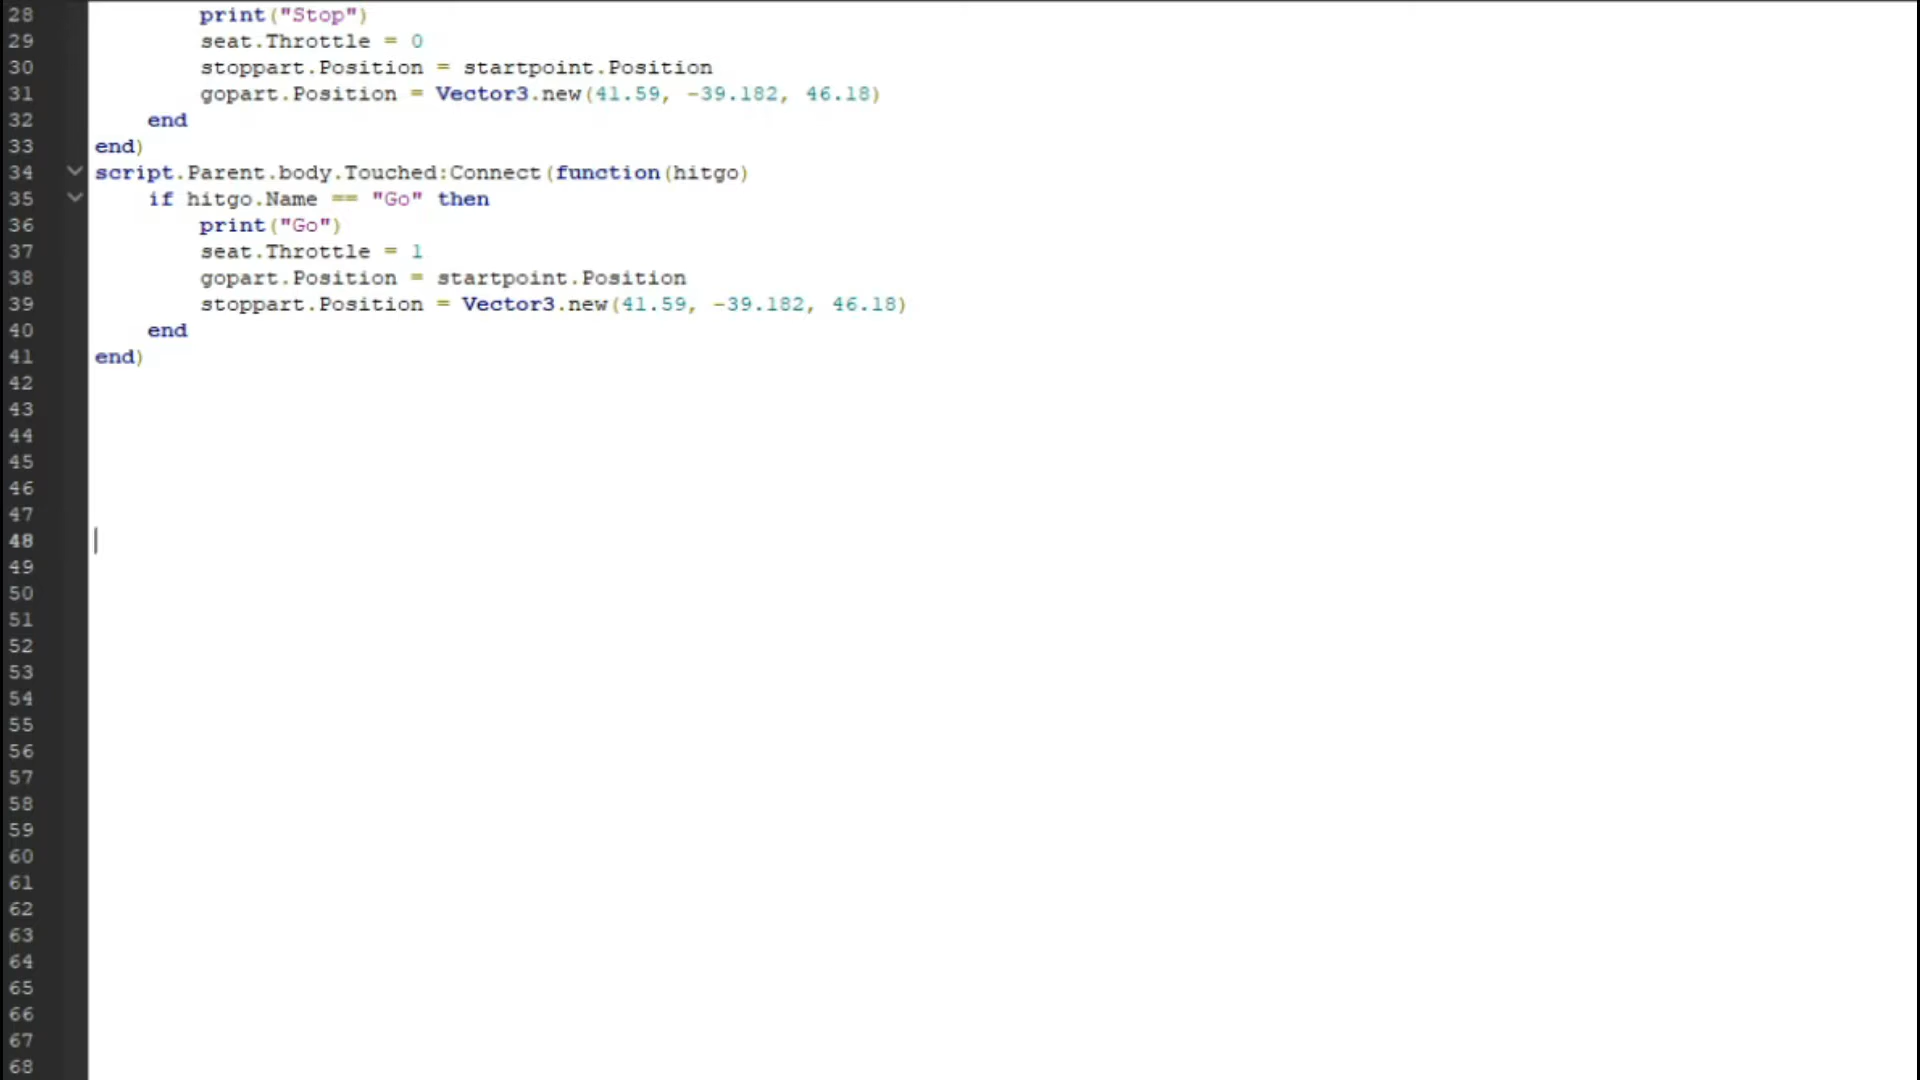 28 print("Stop")
29 seat.Throttle = 0
30 stoppart.Position = startpoint.Position
31 gopart.Position = Vector3.new(41.59, -39.182, 46.18)
32 end
33 end)
34 script.Parent.body.Touched:Connect(function(hitgo)
35 if hitgo.Name == "Go" then
36 print("Go")
37 seat.Throttle = 1
38 gopart.Position = startpoint.Position
39 stoppart.Position = Vector3.new(41.59, -39.182, 46.18)
40 end
41 end)
42
43
44
45
46
47
48
49
50
51
52
53
54
55
56
57
58
59
60
61
62
63
64
65
66
67
68